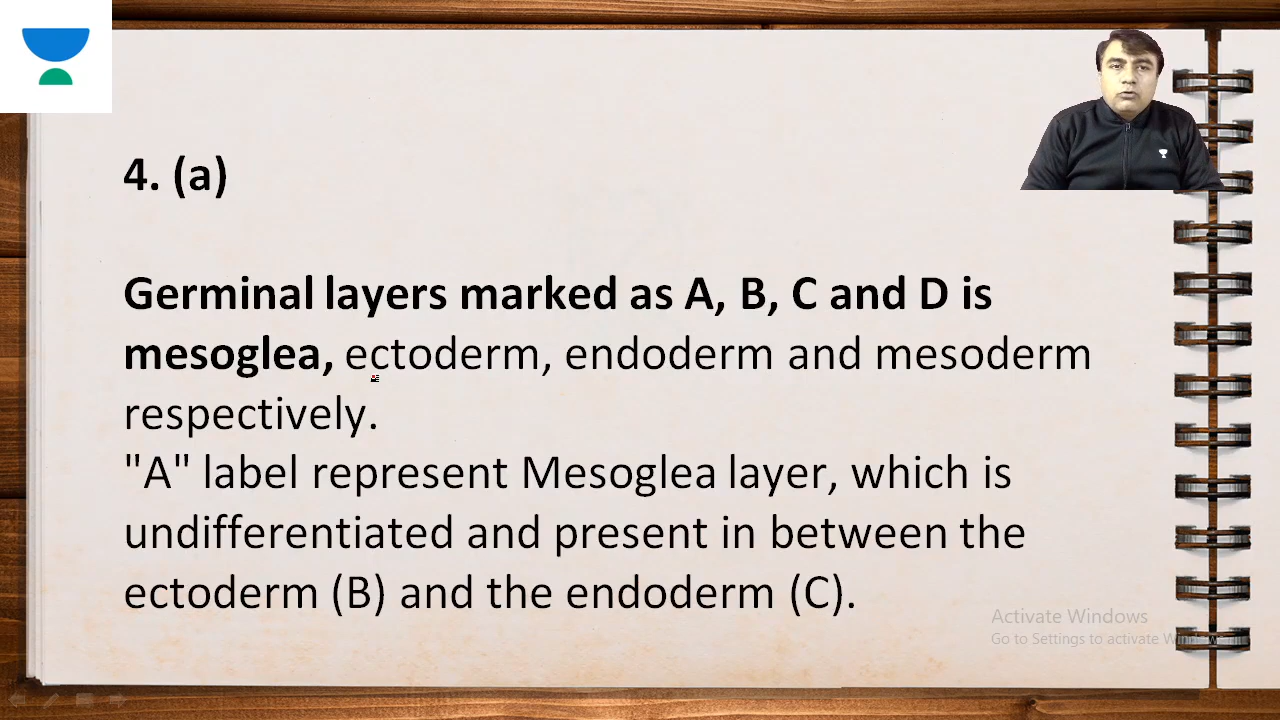 4. (a)
Germinal layers marked as A, B, C and D is
mesoglea, ectoderm, endoderm and mesoderm
respectively.
"A" label represent Mesoglea layer, which is
undifferentiated and present in between the
ectoderm (B) and the endoderm (C).
Activate Windows
Go to Settings to activate Windows.